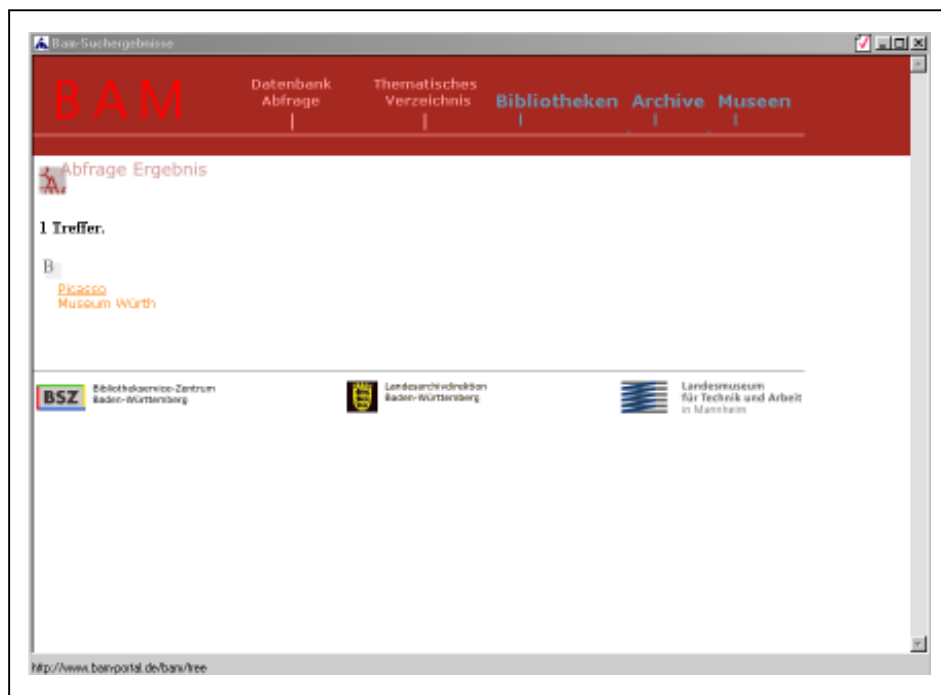 Bam-Suchergebnisse
BAM
Datenbank
Abfrage
Thematisches
Verzeichnis
Bibliotheken Archive Museen
Abfrage Ergebnis
1 Treffer.
B
Picasso
Museum Würth
BSZ
Bibliotheksservice-Zentrum
Baden-Württemberg
Landesarchivdirektion
Baden-Württemberg
Landesmuseum
für Technik und Arbeit
in Mannheim
http://www.bam-portal.de/bam/free